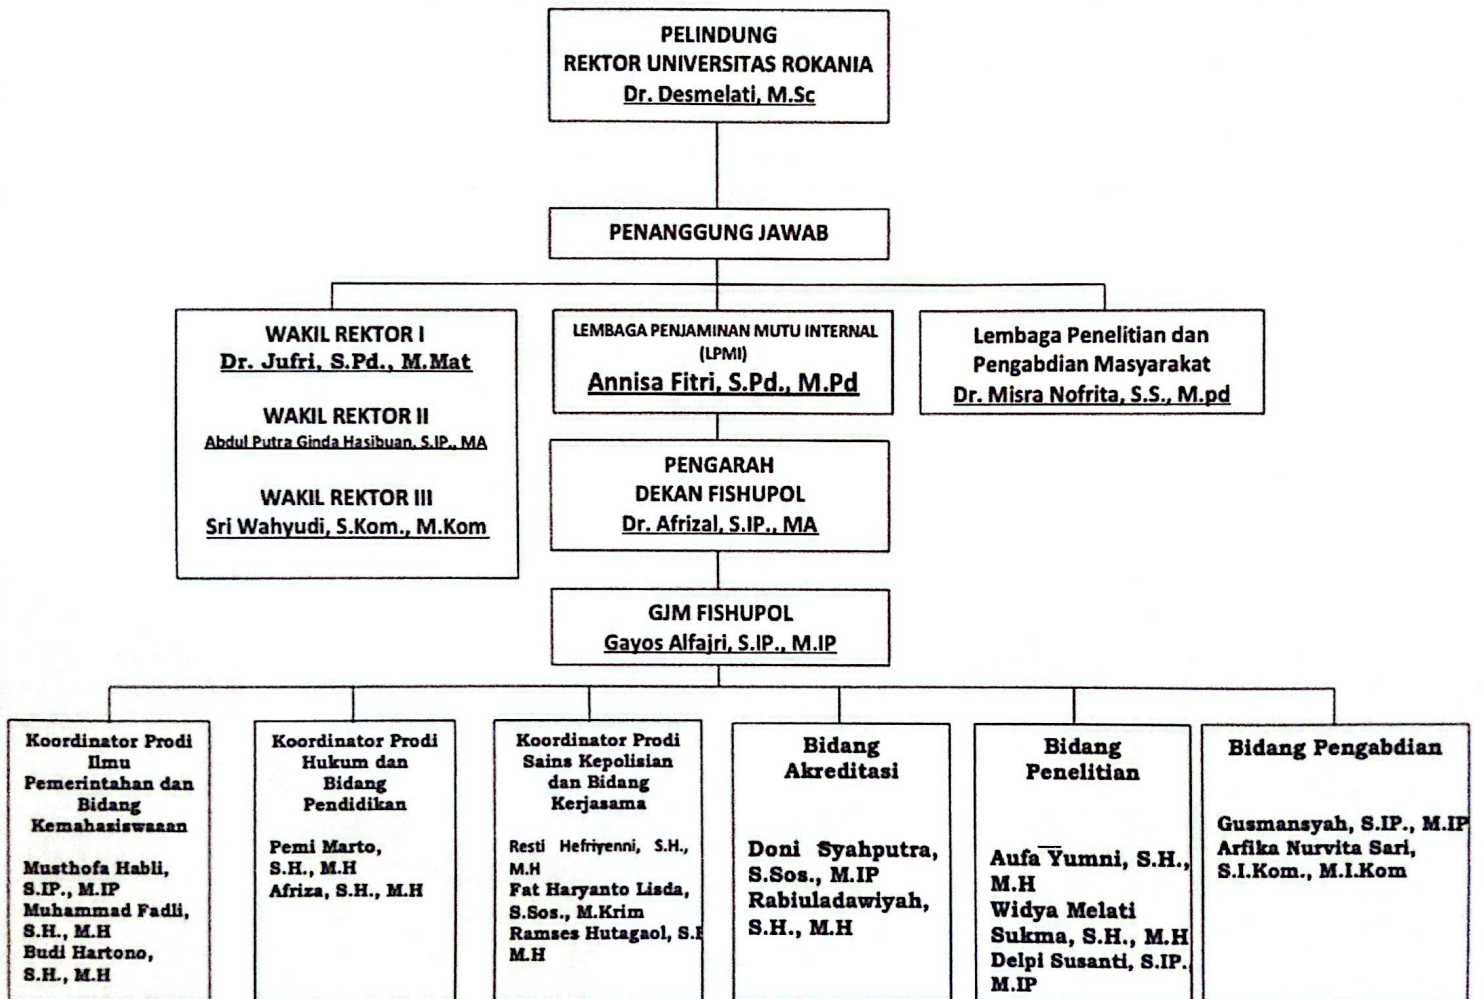 PELINDUNG
REKTOR UNIVERSITAS ROKANIA
Dr. Desmelati, M.Sc
PENANGGUNG JAWAB
WAKIL REKTOR I
Dr. Jufri, S.Pd., M.Mat
WAKIL REKTOR II
Abdul Putra Ginda Hasibuan, S.IP., MA
WAKIL REKTOR III
Sri Wahyudi, S.Kom., M.Kom
LEMBAGA PENJAMINAN MUTU INTERNAL
(LPMI)
Annisa Fitri, S.Pd., M.Pd
Lembaga Penelitian dan
Pengabdian Masyarakat
Dr. Misra Nofrita, S.S., M.pd
PENGARAH
DEKAN FISHUPOL
Dr. Afrizal, S.IP., MA
GJM FISHUPOL
Gayos Alfajri, S.IP., M.IP
Koordinator Prodi
Ilmu
Pemerintahan dan
Bidang
Kemahasiswaaan
Musthofa Habli,
S.IP., M.IP
Muhammad Fadli,
S.H., M.H
Budi Hartono,
S.H., M.H
Koordinator Prodi
Hukum dan
Bidang
Pendidikan
Pemi Marto,
S.H., M.H
Afriza, S.H., M.H
Koordinator Prodi
Sains Kepolisian
dan Bidang
Kerjasama
Resti Hefriyenni, S.H.,
M.H
Fat Haryanto Lisda,
S.Sos., M.Krim
Ramses Hutagaol,
M.H
Bidang
Akreditasi
Doni Syahputra,
S.Sos., M.IP
Rabiuladawiyah,
S.H., M.H
Bidang
Penelitian
Aufa Yumni, S.H.,
M.H
Widya Melati
Sukma, S.H., M.H
Delpi Susanti, S.IP.,
M.IP
Bidang Pengabdian
Gusmansyah, S.IP., M.IP
Arfika Nurvita Sari,
S.I.Kom., M.I.Kom